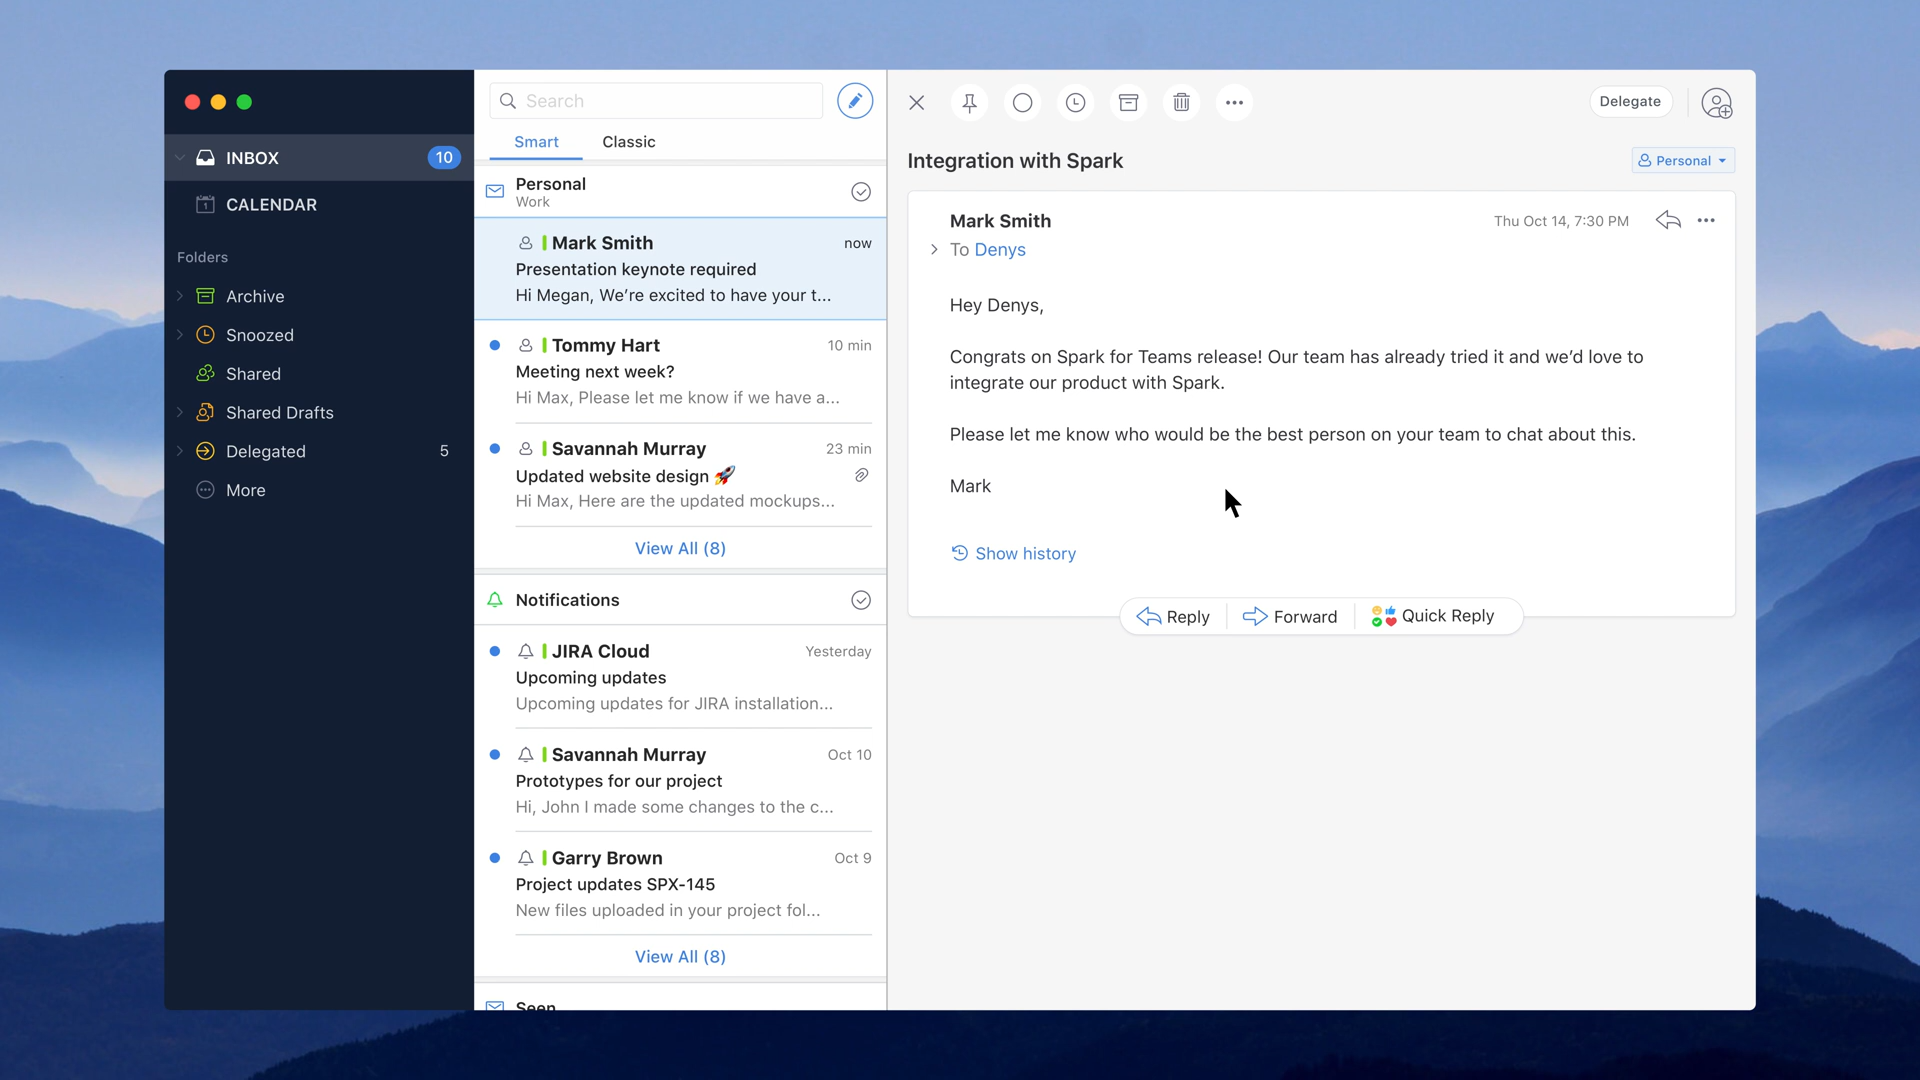 INBOX
10
1
CALENDAR
Folders
Archive
Snoozed
Shared
Shared Drafts
Delegated
5
More
Search
Smart
Classic
Personal
Work
Mark Smith
now
Presentation keynote required
Hi Megan, We’re excited to have your t...
Tommy Hart
10 min
Meeting next week?
Hi Max, Please let me know if we have a...
Savannah Murray
23 min
Updated website design 🚀
Hi Max, Here are the updated mockups...
View All (8)
Notifications
JIRA Cloud
Yesterday
Upcoming updates
Upcoming updates for JIRA installation...
Savannah Murray
Oct 10
Prototypes for our project
Hi, John I made some changes to the c...
Garry Brown
Oct 9
Project updates SPX-145
New files uploaded in your project fol...
View All (8)
Seen
Delegate
Integration with Spark
Personal
Mark Smith
Thu Oct 14, 7:30 PM
To Denys
Hey Denys,
Congrats on Spark for Teams release! Our team has already tried it and we’d love to
integrate our product with Spark.
Please let me know who would be the best person on your team to chat about this.
Mark
Show history
Reply
Forward
Quick Reply